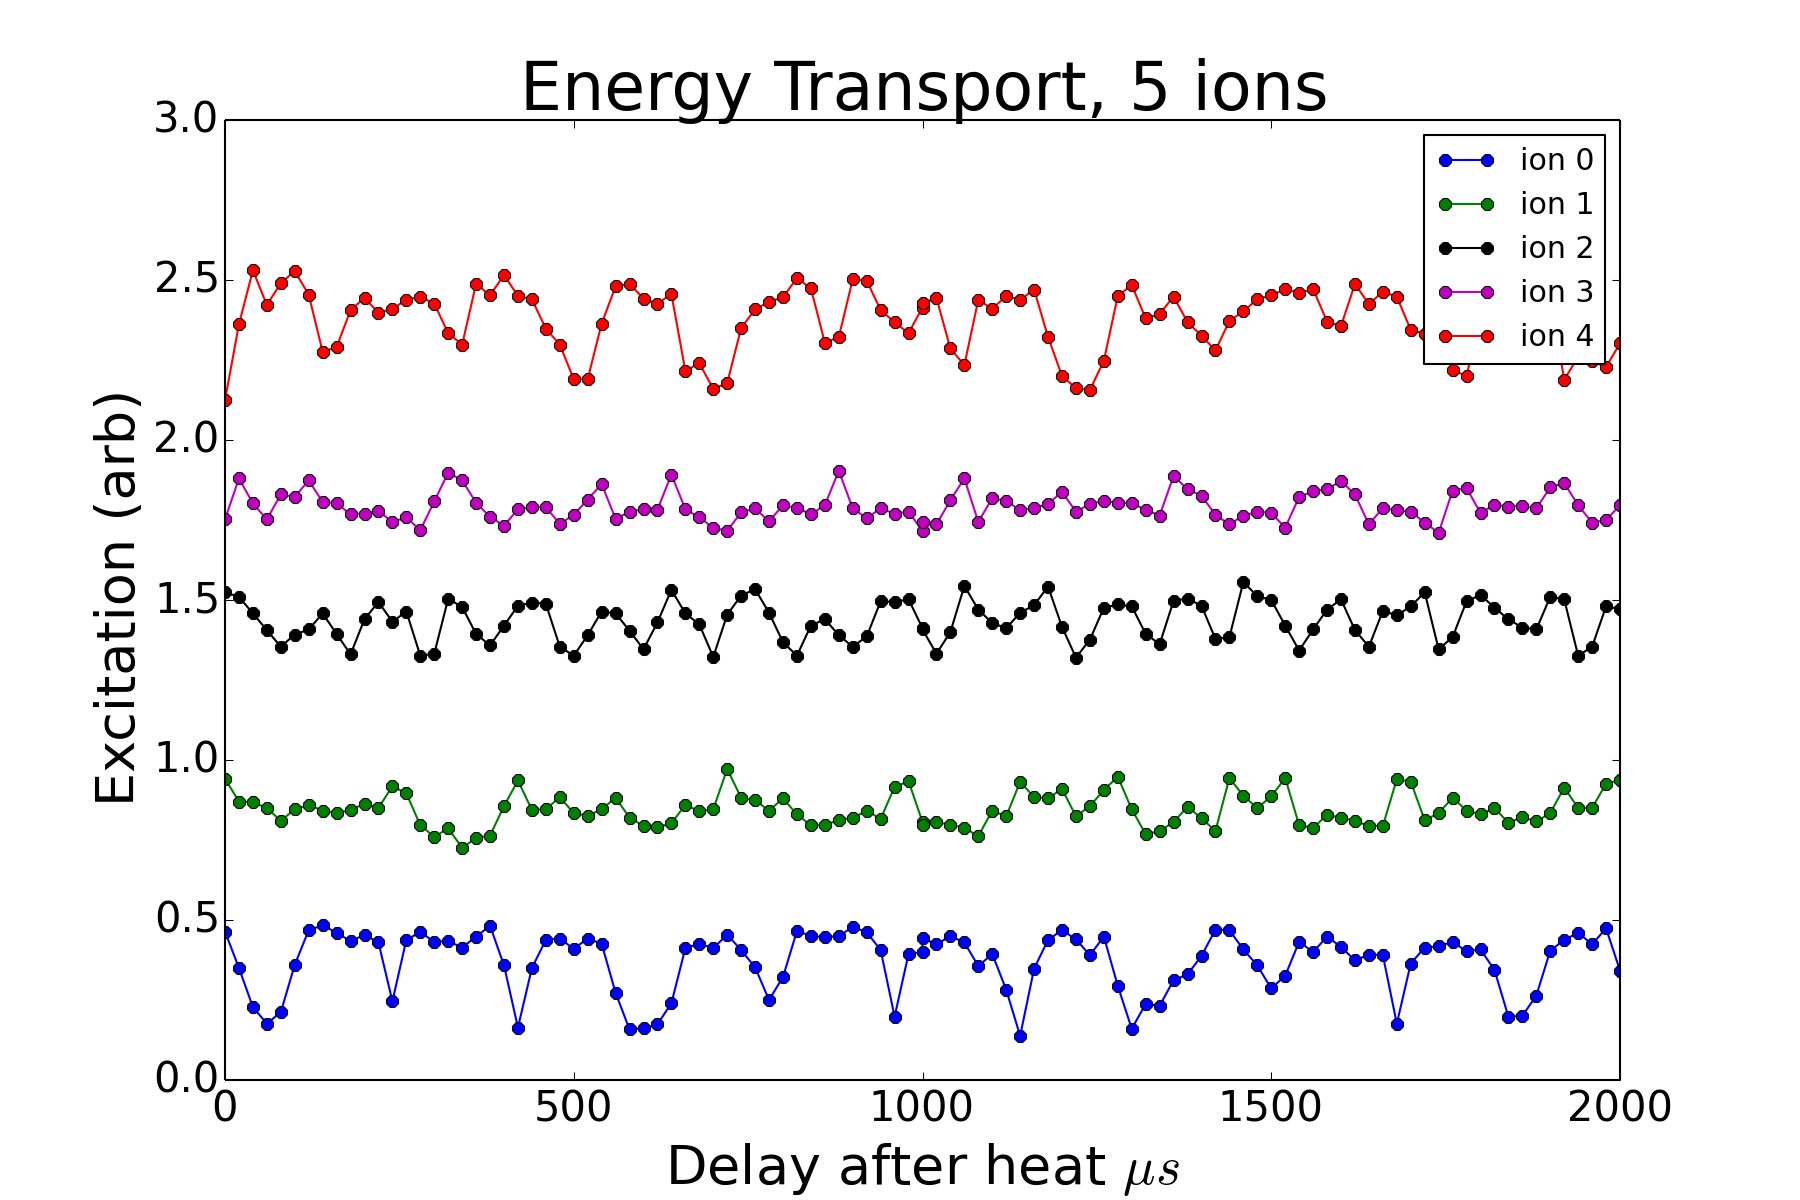 Energy Transport, 5 ions
3.0
2.5
2.0
1.5
1.0
0.5
0.0
Excitation (arb)
0 500 1000 1500 2000
Delay after heat μs
ion 0
ion 1
ion 2
ion 3
ion 4